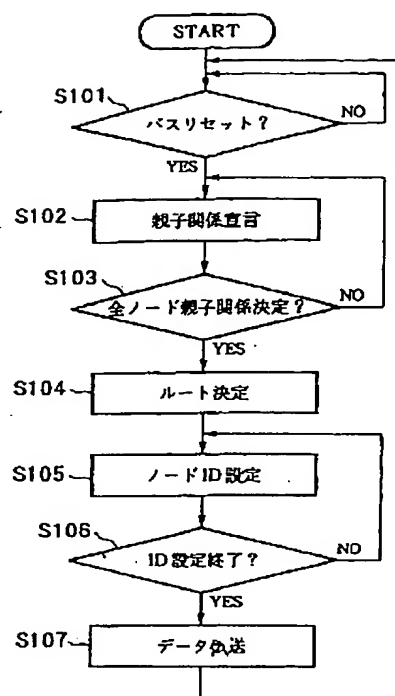 START
S101
バスリセット?
NO
YES
S102
親子関係宣言
S103
全ノード親子関係決定?
NO
YES
S104
ルート決定
S105
ノードID設定
S106
ID設定終了?
NO
YES
S107
データ転送